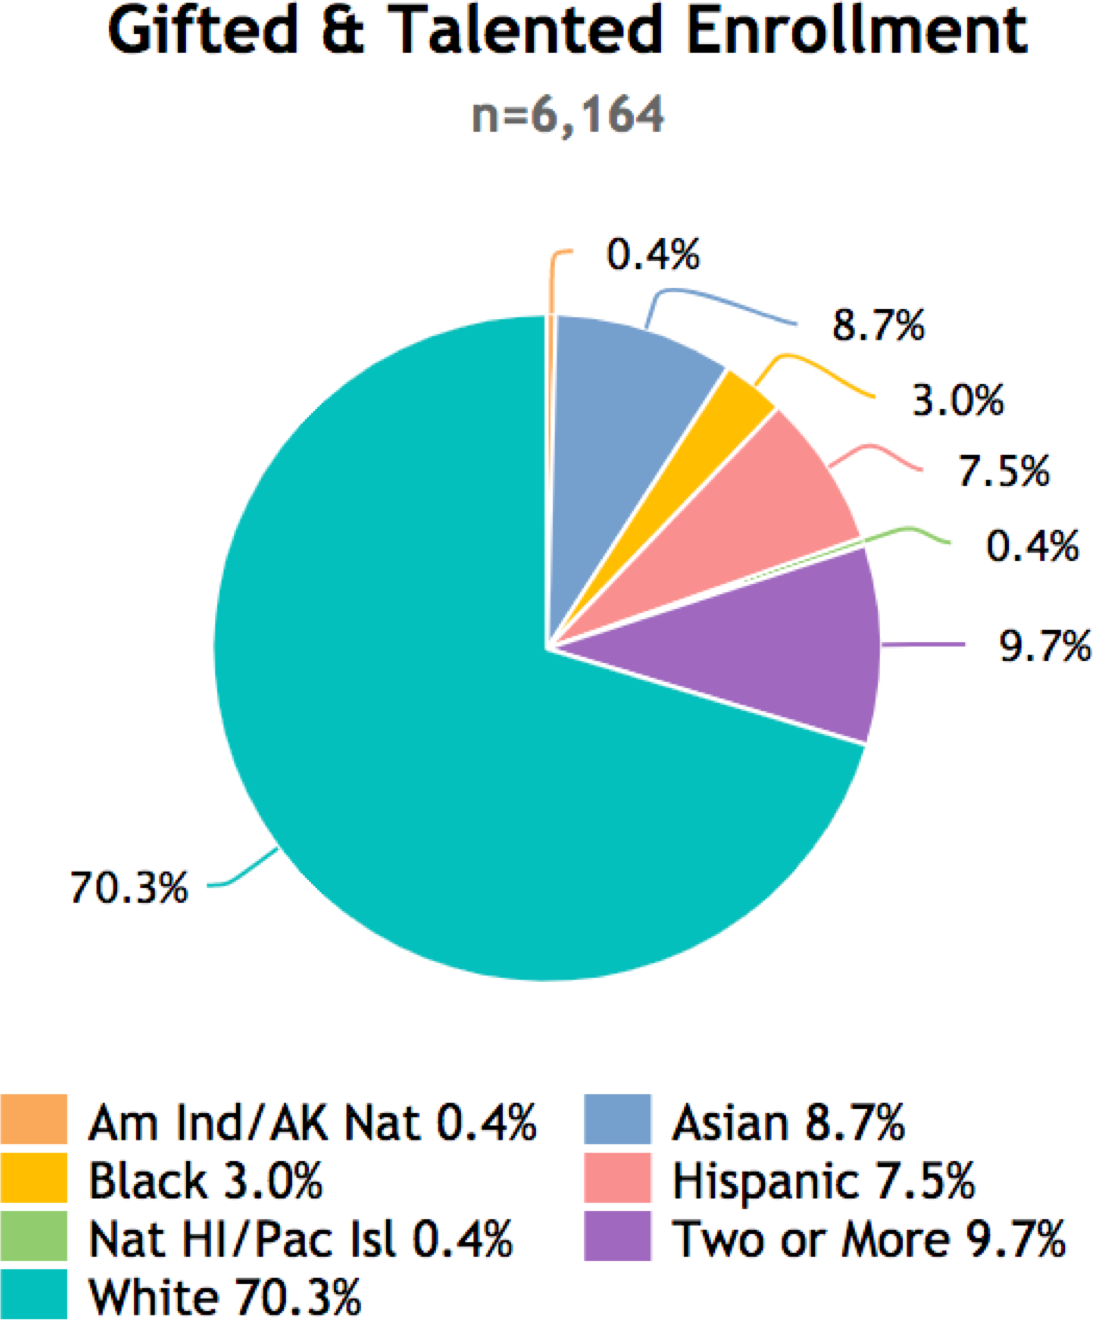 Gifted & Talented Enrollment
n=6,164
0.4%
8.7%
3.0%
7.5%
0.4%
9.7%
70.3%
Am Ind/AK Nat 0.4%
Asian 8.7%
Black 3.0%
Hispanic 7.5%
Nat HI/Pac Isl 0.4%
Two or More 9.7%
White 70.3%